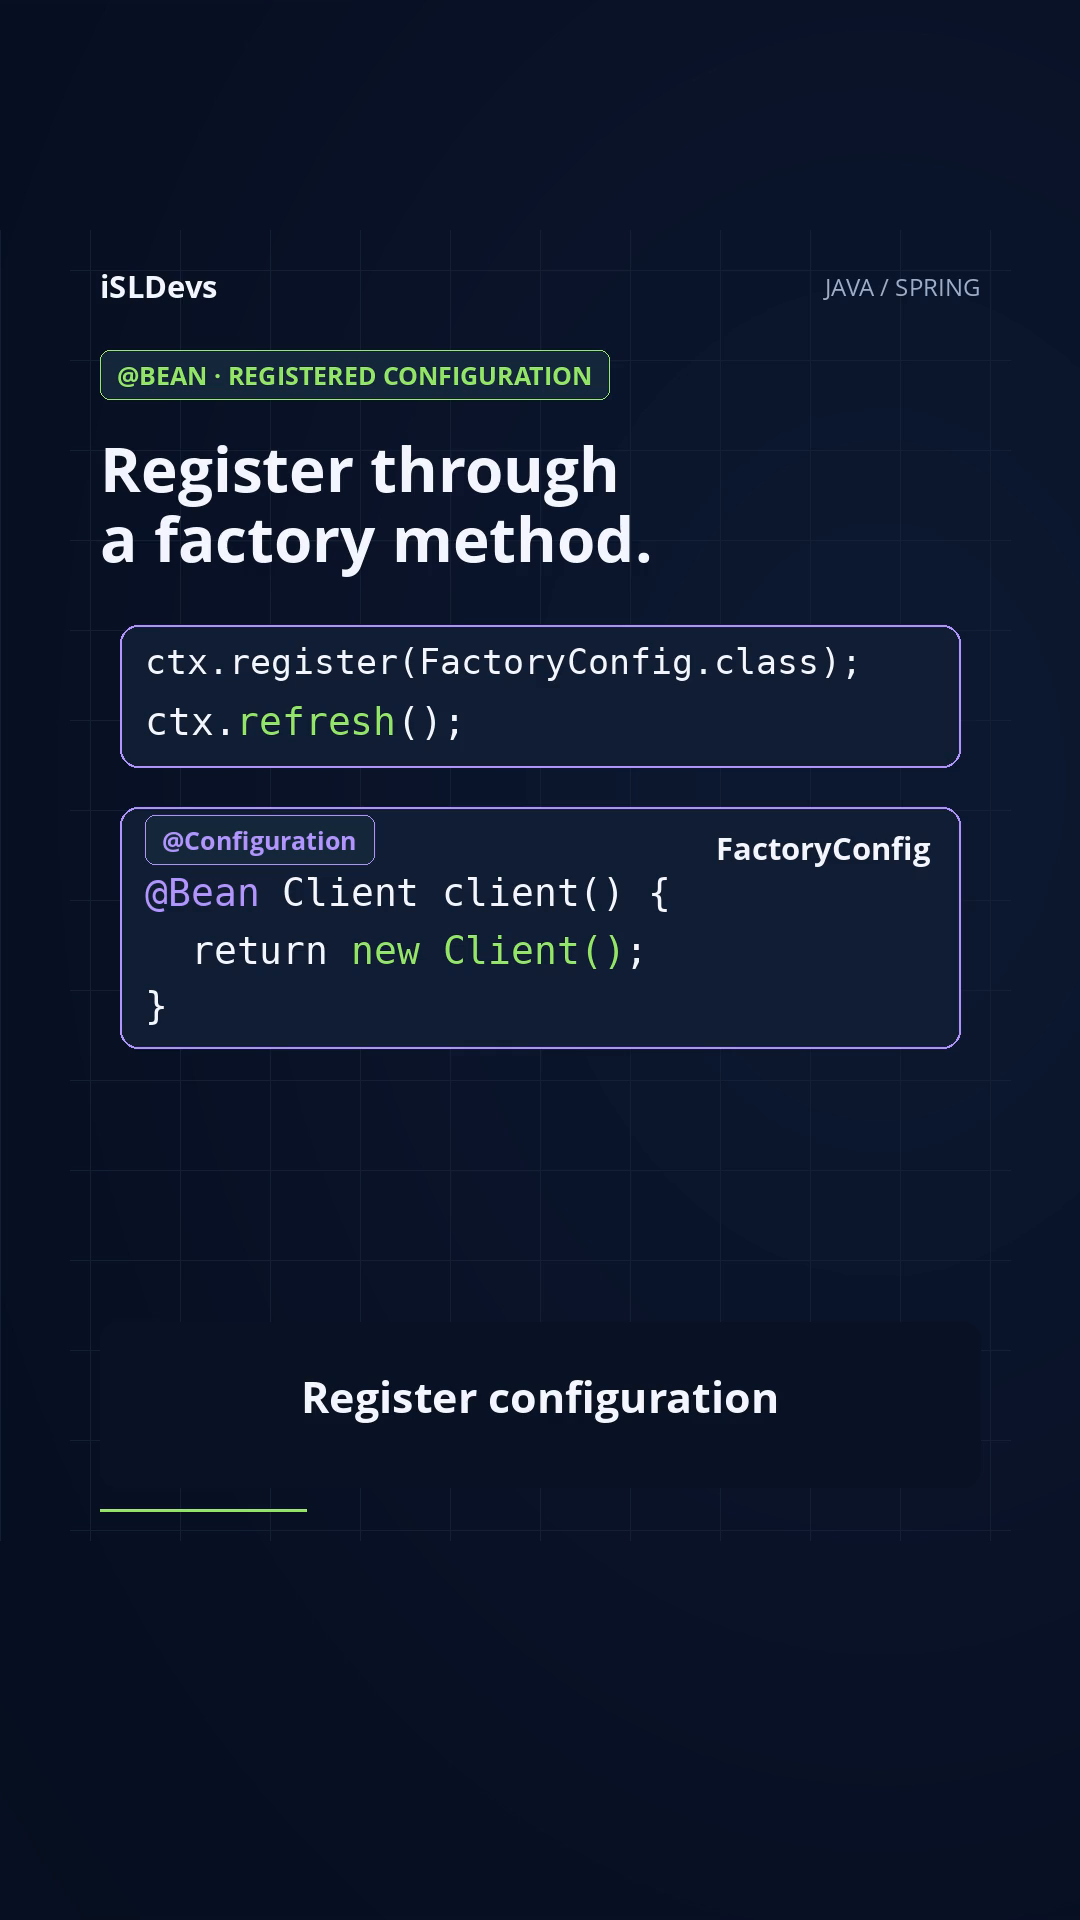 iSLDevs
JAVA / SPRING
@BEAN · REGISTERED CONFIGURATION
Register through
a factory method.
ctx.register(FactoryConfig.class);
ctx.refresh();
@Configuration
FactoryConfig
@Bean Client client() {
  return new Client();
}
Register configuration